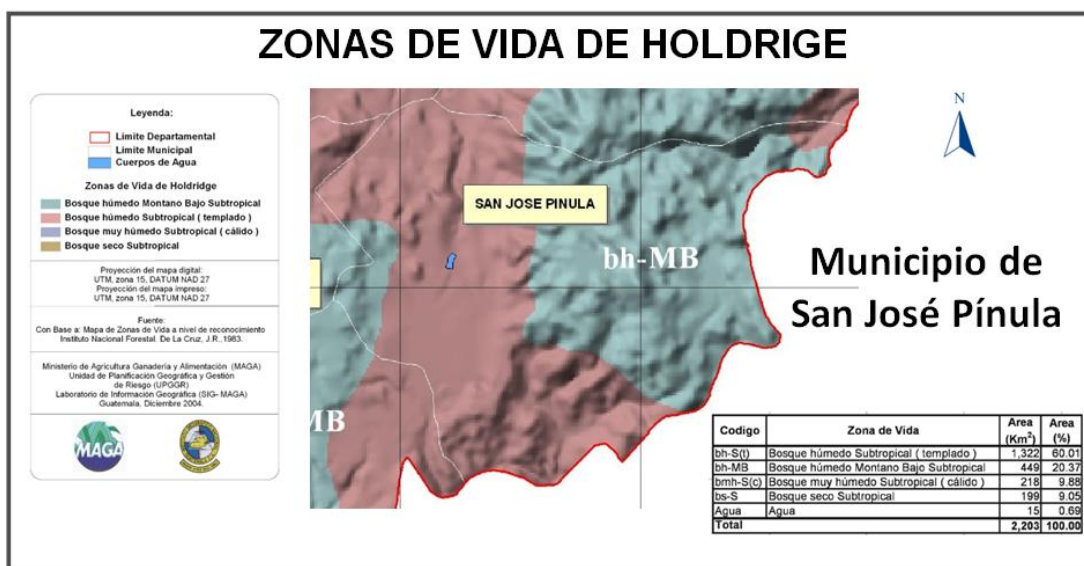 ZONAS DE VIDA DE HOLDRIGE
Leyenda:
Límite Departamental
Límite Municipal
Cuerpos de Agua
Zonas de Vida de Holdridge
Bosque húmedo Montano Bajo Subtropical
Bosque húmedo Subtropical ( templado )
Bosque muy húmedo Subtropical ( cálido )
Bosque seco Subtropical
Proyección del mapa digital:
UTM, zona 15, DATUM NAD 27
Proyección del mapa impreso:
UTM, zona 15, DATUM NAD 27
Fuente:
Con Base a: Mapa de Zonas de Vida a nivel de reconocimiento
Instituto Nacional Forestal. De La Cruz, J.R.,1983.
Ministerio de Agricultura Ganadería y Alimentación (MAGA)
Unidad de Planificación Geográfica y Gestión
de Riesgo (UPGGR)
Laboratorio de Información Geográfica (SIG- MAGA)
Guatemala, Diciembre 2004.
MAGA
SAN JOSE PINULA
bh-MB
MB
N
Municipio de
San José Pínula
Codigo Zona de Vida Area (Km²) Area (%)
bh-S(t) Bosque húmedo Subtropical ( templado ) 1,322 60.01
bh-MB Bosque húmedo Montano Bajo Subtropical 449 20.37
bmh-S(c) Bosque muy húmedo Subtropical ( cálido ) 218 9.88
bs-S Bosque seco Subtropical 199 9.05
Agua Agua 15 0.69
Total 2,203 100.00